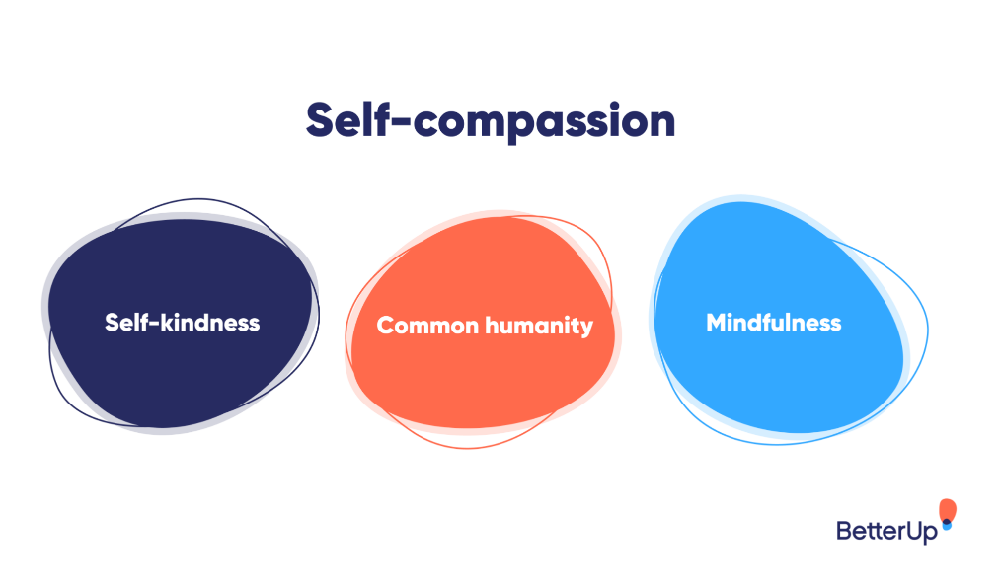 Self-compassion
Self-kindness
Common humanity
Mindfulness
BetterUp